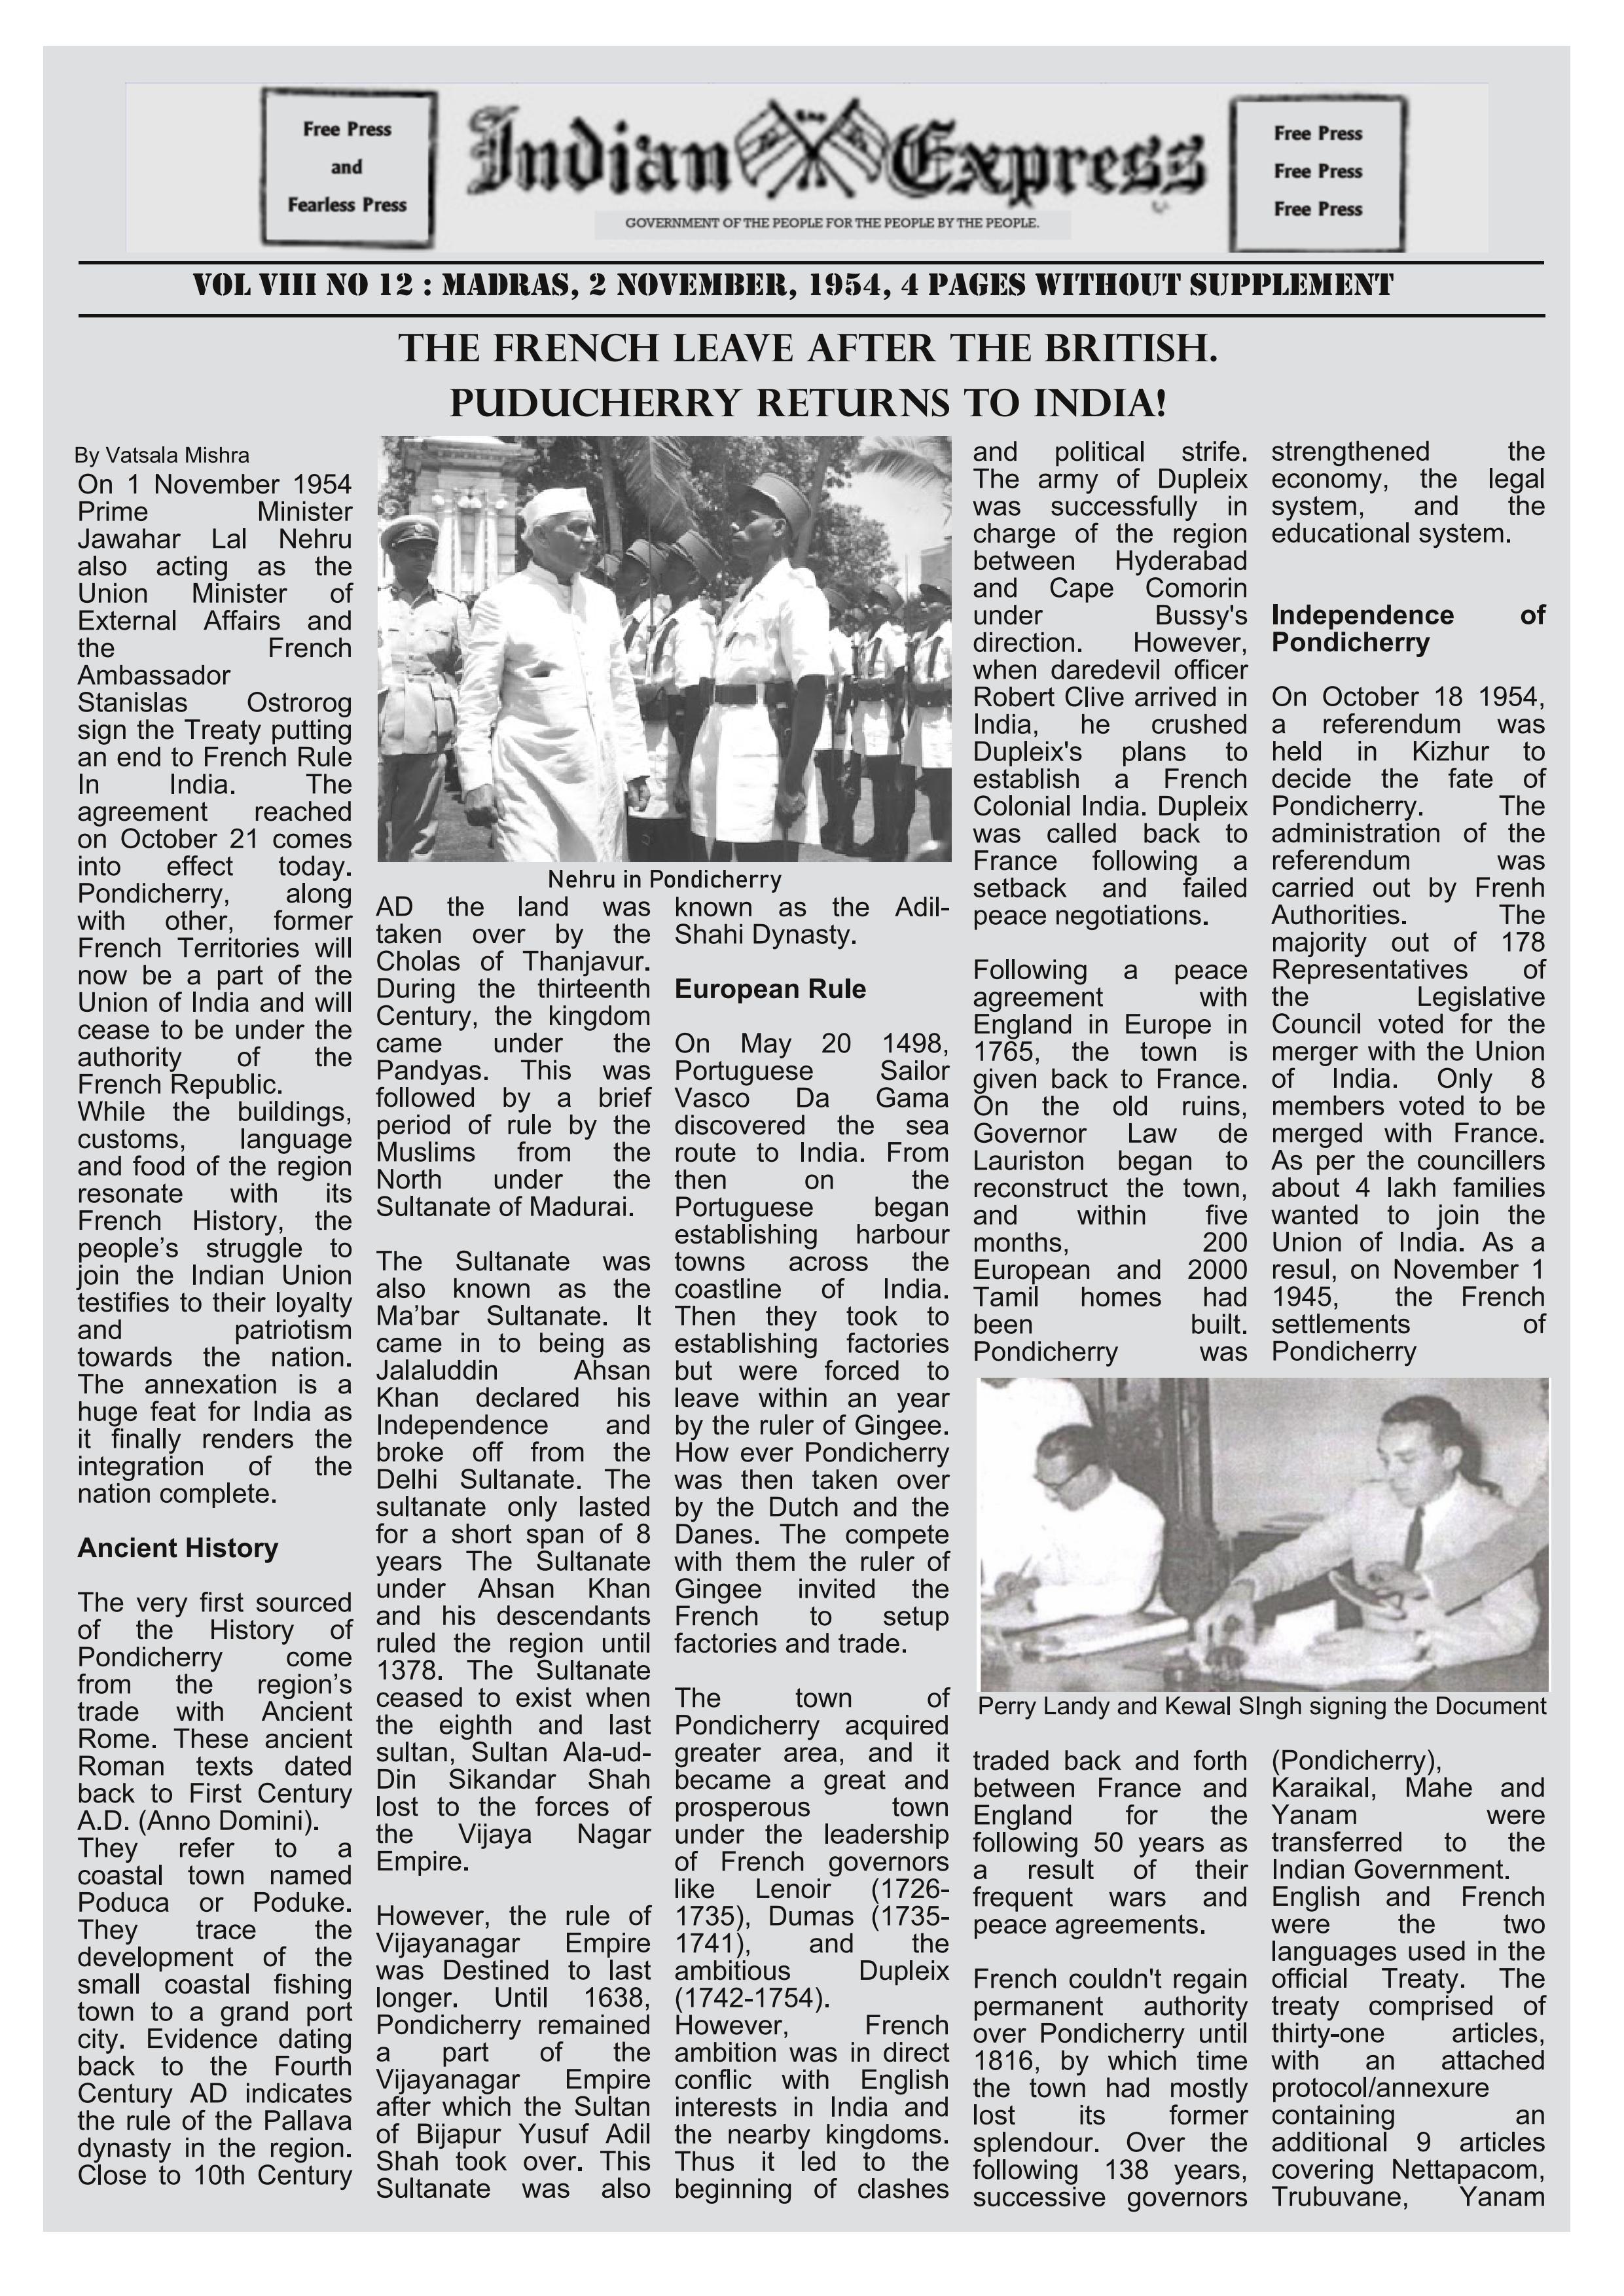 Free Press
and
Fearless Press
Indian Express
GOVERNMENT OF THE PEOPLE FOR THE PEOPLE BY THE PEOPLE.
Free Press
Free Press
Free Press
VOL VIII NO 12 : MADRAS, 2 NOVEMBER, 1954, 4 PAGES WITHOUT SUPPLEMENT
THE FRENCH LEAVE AFTER THE BRITISH.
PUDUCHERRY RETURNS TO INDIA!
By Vatsala Mishra
On 1 November 1954
Prime Minister
Jawahar Lal Nehru
also acting as the
Union Minister of
External Affairs and
the French
Ambassador
Stanislas Ostrorog
sign the Treaty putting
an end to French Rule
In India. The
agreement reached
on October 21 comes
into effect today.
Pondicherry, along
with other, former
French Territories will
now be a part of the
Union of India and will
cease to be under the
authority of the
French Republic.
While the buildings,
customs, language
and food of the region
resonate with its
French History, the
people’s struggle to
join the Indian Union
testifies to their loyalty
and patriotism
towards the nation.
The annexation is a
huge feat for India as
it finally renders the
integration of the
nation complete.
Ancient History
The very first sourced
of the History of
Pondicherry come
from the region’s
trade with Ancient
Rome. These ancient
Roman texts dated
back to First Century
A.D. (Anno Domini).
They refer to a
coastal town named
Poduca or Poduke.
They trace the
development of the
small coastal fishing
town to a grand port
city. Evidence dating
back to the Fourth
Century AD indicates
the rule of the Pallava
dynasty in the region.
Close to 10th Century
Nehru in Pondicherry
AD the land was
taken over by the
Cholas of Thanjavur.
During the thirteenth
Century, the kingdom
came under the
Pandyas. This was
followed by a brief
period of rule by the
Muslims from the
North under the
Sultanate of Madurai.
The Sultanate was
also known as the
Ma’bar Sultanate. It
came in to being as
Jalaluddin Ahsan
Khan declared his
Independence and
broke off from the
Delhi Sultanate. The
sultanate only lasted
for a short span of 8
years The Sultanate
under Ahsan Khan
and his descendants
ruled the region until
1378. The Sultanate
ceased to exist when
the eighth and last
sultan, Sultan Ala-ud-
Din Sikandar Shah
lost to the forces of
the Vijaya Nagar
Empire.
However, the rule of
Vijayanagar Empire
was Destined to last
longer. Until 1638,
Pondicherry remained
a part of the
Vijayanagar Empire
after which the Sultan
of Bijapur Yusuf Adil
Shah took over. This
Sultanate was also
known as the Adil-
Shahi Dynasty.
European Rule
On May 20 1498,
Portuguese Sailor
Vasco Da Gama
discovered the sea
route to India. From
then on the
Portuguese began
establishing harbour
towns across the
coastline of India.
Then they took to
establishing factories
but were forced to
leave within an year
by the ruler of Gingee.
How ever Pondicherry
was then taken over
by the Dutch and the
Danes. The compete
with them the ruler of
Gingee invited the
French to setup
factories and trade.
The town of
Pondicherry acquired
greater area, and it
became a great and
prosperous town
under the leadership
of French governors
like Lenoir (1726-
1735), Dumas (1735-
1741), and the
ambitious Dupleix
(1742-1754).
However, French
ambition was in direct
conflic with English
interests in India and
the nearby kingdoms.
Thus it led to the
beginning of clashes
and political strife.
The army of Dupleix
was successfully in
charge of the region
between Hyderabad
and Cape Comorin
under Bussy's
direction. However,
when daredevil officer
Robert Clive arrived in
India, he crushed
Dupleix's plans to
establish a French
Colonial India. Dupleix
was called back to
France following a
setback and failed
peace negotiations.
Following a peace
agreement with
England in Europe in
1765, the town is
given back to France.
On the old ruins,
Governor Law de
Lauriston began to
reconstruct the town,
and within five
months, 200
European and 2000
Tamil homes had
been built.
Pondicherry was
Perry Landy and Kewal SIngh signing the Document
traded back and forth
between France and
England for the
following 50 years as
a result of their
frequent wars and
peace agreements.
French couldn't regain
permanent authority
over Pondicherry until
1816, by which time
the town had mostly
lost its former
splendour. Over the
following 138 years,
successive governors
strengthened the
economy, the legal
system, and the
educational system.
Independence of
Pondicherry
On October 18 1954,
a referendum was
held in Kizhur to
decide the fate of
Pondicherry. The
administration of the
referendum was
carried out by Frenh
Authorities. The
majority out of 178
Representatives of
the Legislative
Council voted for the
merger with the Union
of India. Only 8
members voted to be
merged with France.
As per the councillers
about 4 lakh families
wanted to join the
Union of India. As a
resul, on November 1
1945, the French
settlements of
Pondicherry
(Pondicherry),
Karaikal, Mahe and
Yanam were
transferred to the
Indian Government.
English and French
were the two
languages used in the
official Treaty. The
treaty comprised of
thirty-one articles,
with an attached
protocol/annexure
containing an
additional 9 articles
covering Nettapacom,
Trubuvane, Yanam